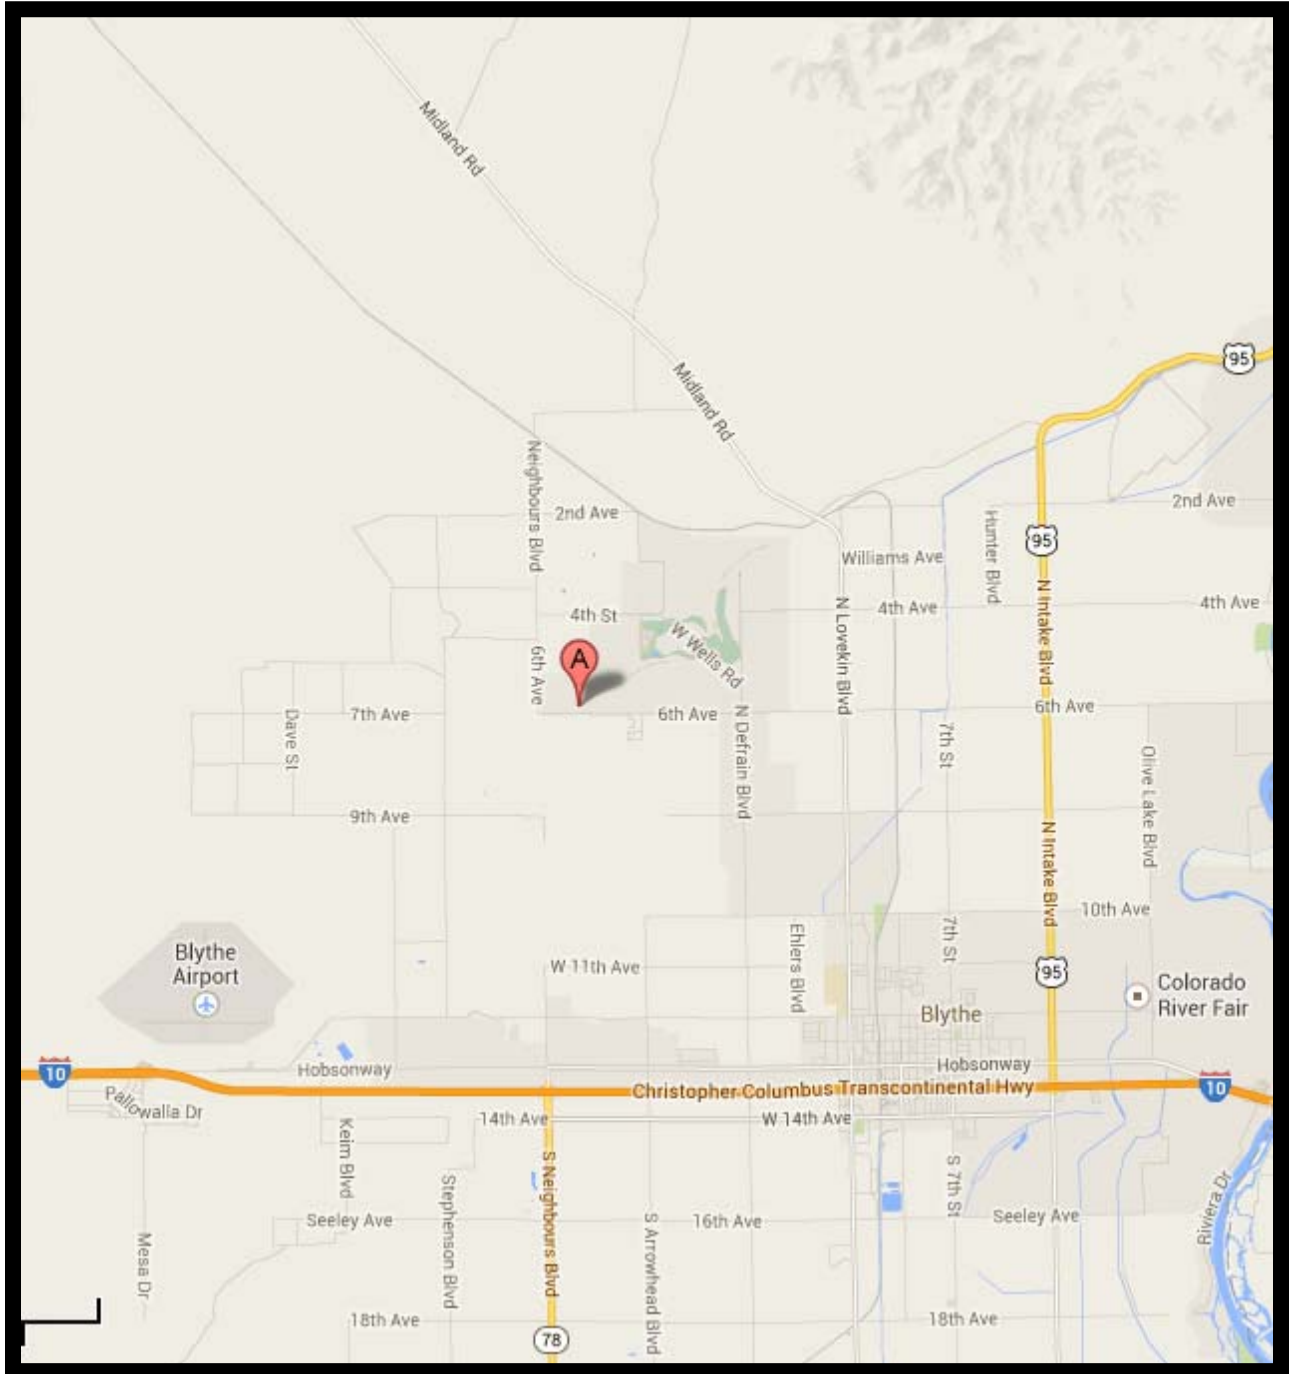 Midland Rd
95
Midland Rd
Neighbours Blvd
2nd Ave
2nd Ave
Hunter Blvd
95
Williams Ave
N Intake Blvd
N Lovekin Blvd
4th St
4th Ave
4th Ave
W Wells Rd
6th Ave
A
Dave St
7th Ave
6th Ave
N Defrain Blvd
6th Ave
7th St
Olive Lake Blvd
9th Ave
N Intake Blvd
10th Ave
Ehlers Blvd
7th St
Blythe
Airport
W 11th Ave
95
Colorado
River Fair
Blythe
10
Hobsonway
Hobsonway
Christopher Columbus Transcontinental Hwy
10
Pallowalla Dr
14th Ave
W 14th Ave
Keim Blvd
Stephenson Blvd
S Neighbours Blvd
S 7th St
Riviera Dr
Seeley Ave
16th Ave
Seeley Ave
Mesa Dr
S Arrowhead Blvd
18th Ave
18th Ave
78